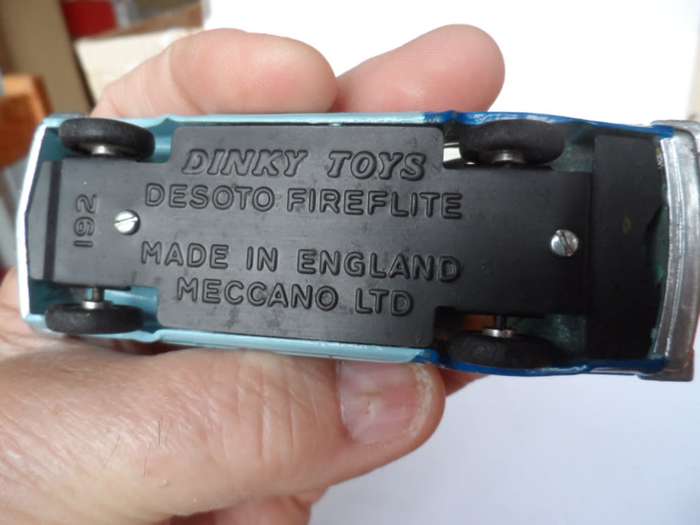 DINKY TOYS
DESOTO FIREFLITE
192
MADE IN ENGLAND
MECCANO LTD